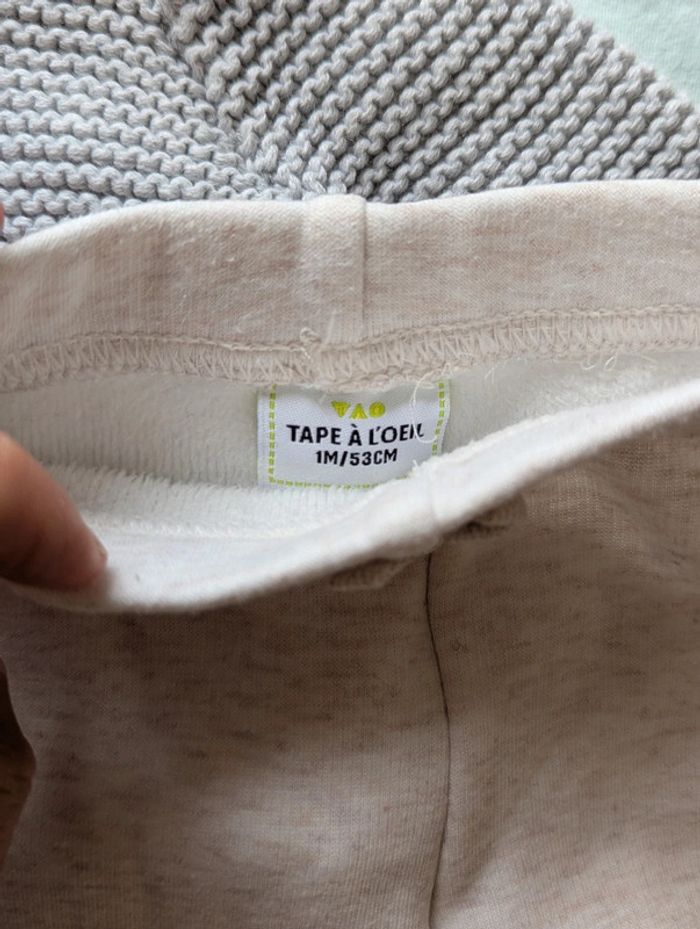 TAO
TAPE À L'OEIL
1M/53CM